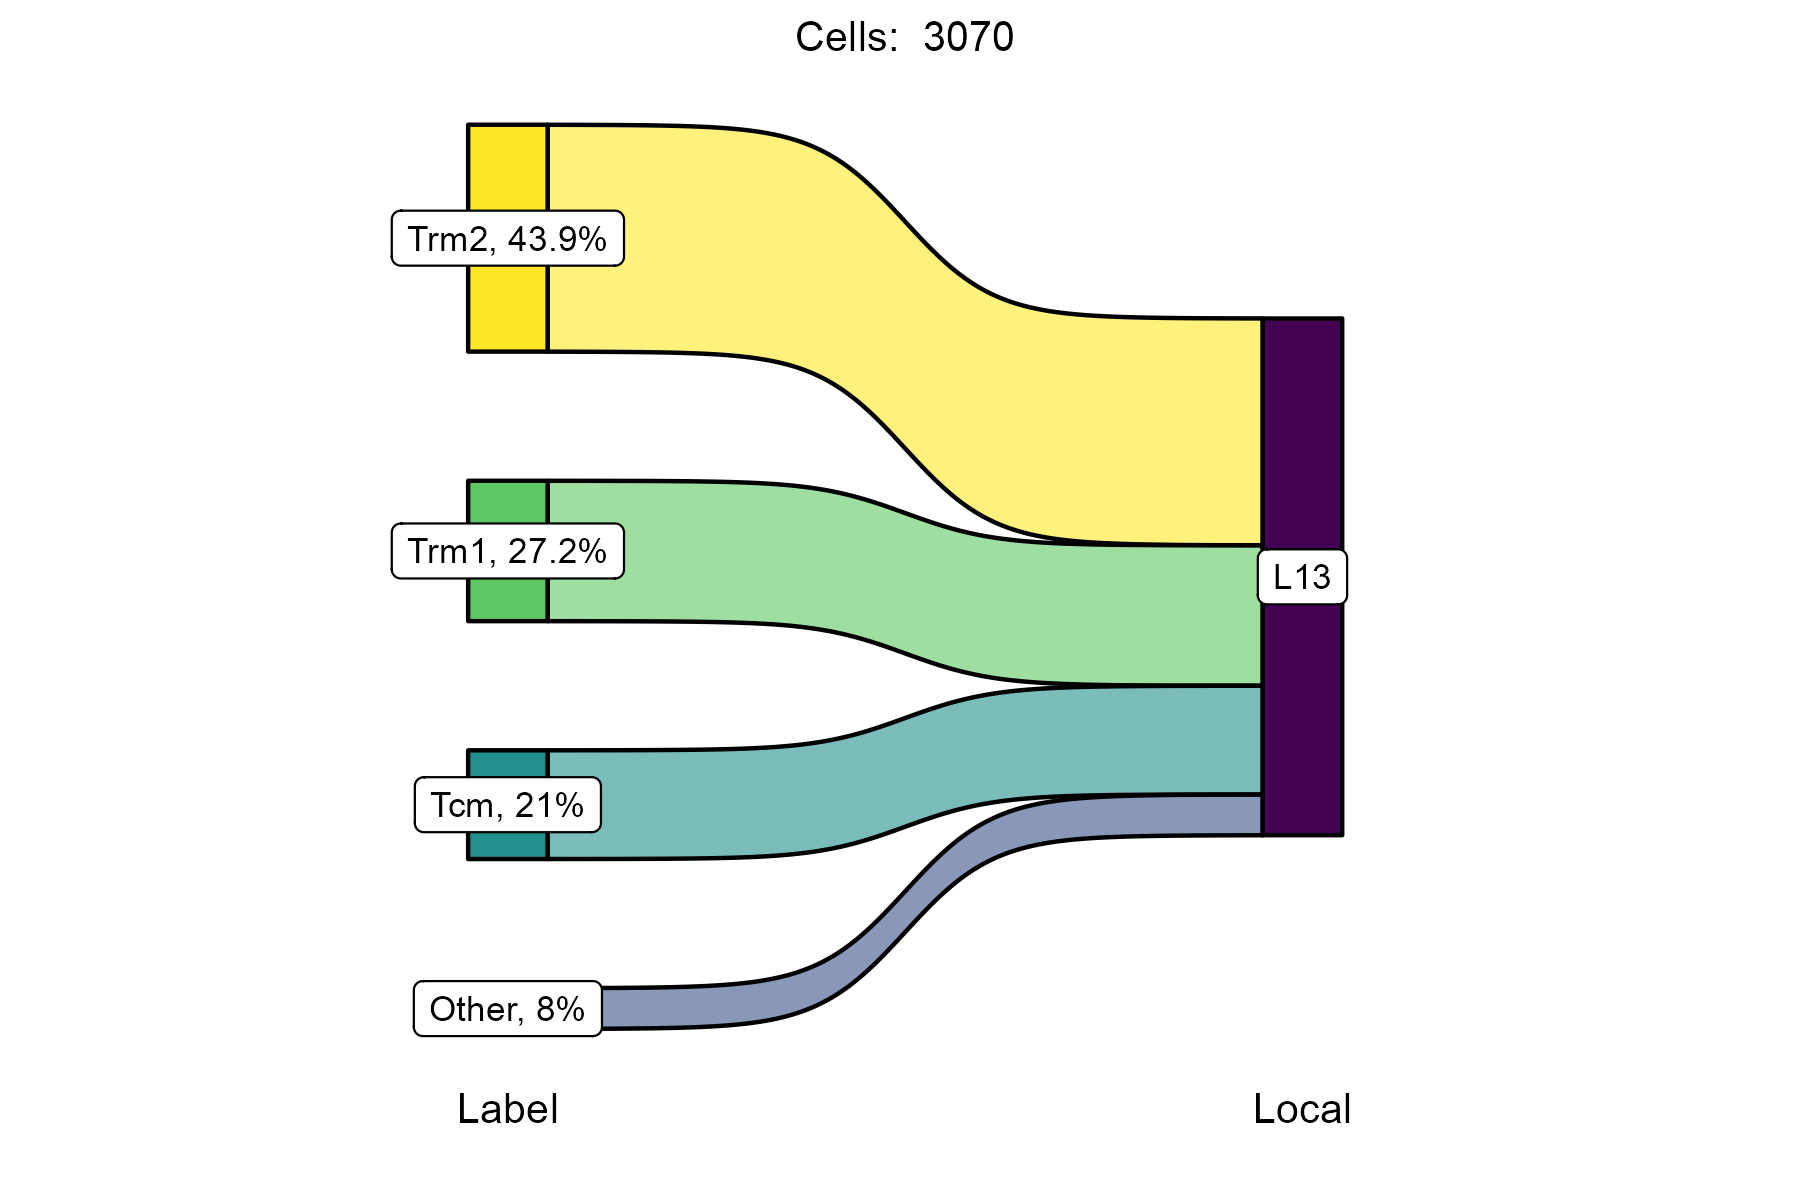 Cells:  3070
Trm2, 43.9%
Trm1, 27.2%
L13
Tcm, 21%
Other, 8%
Label
Local